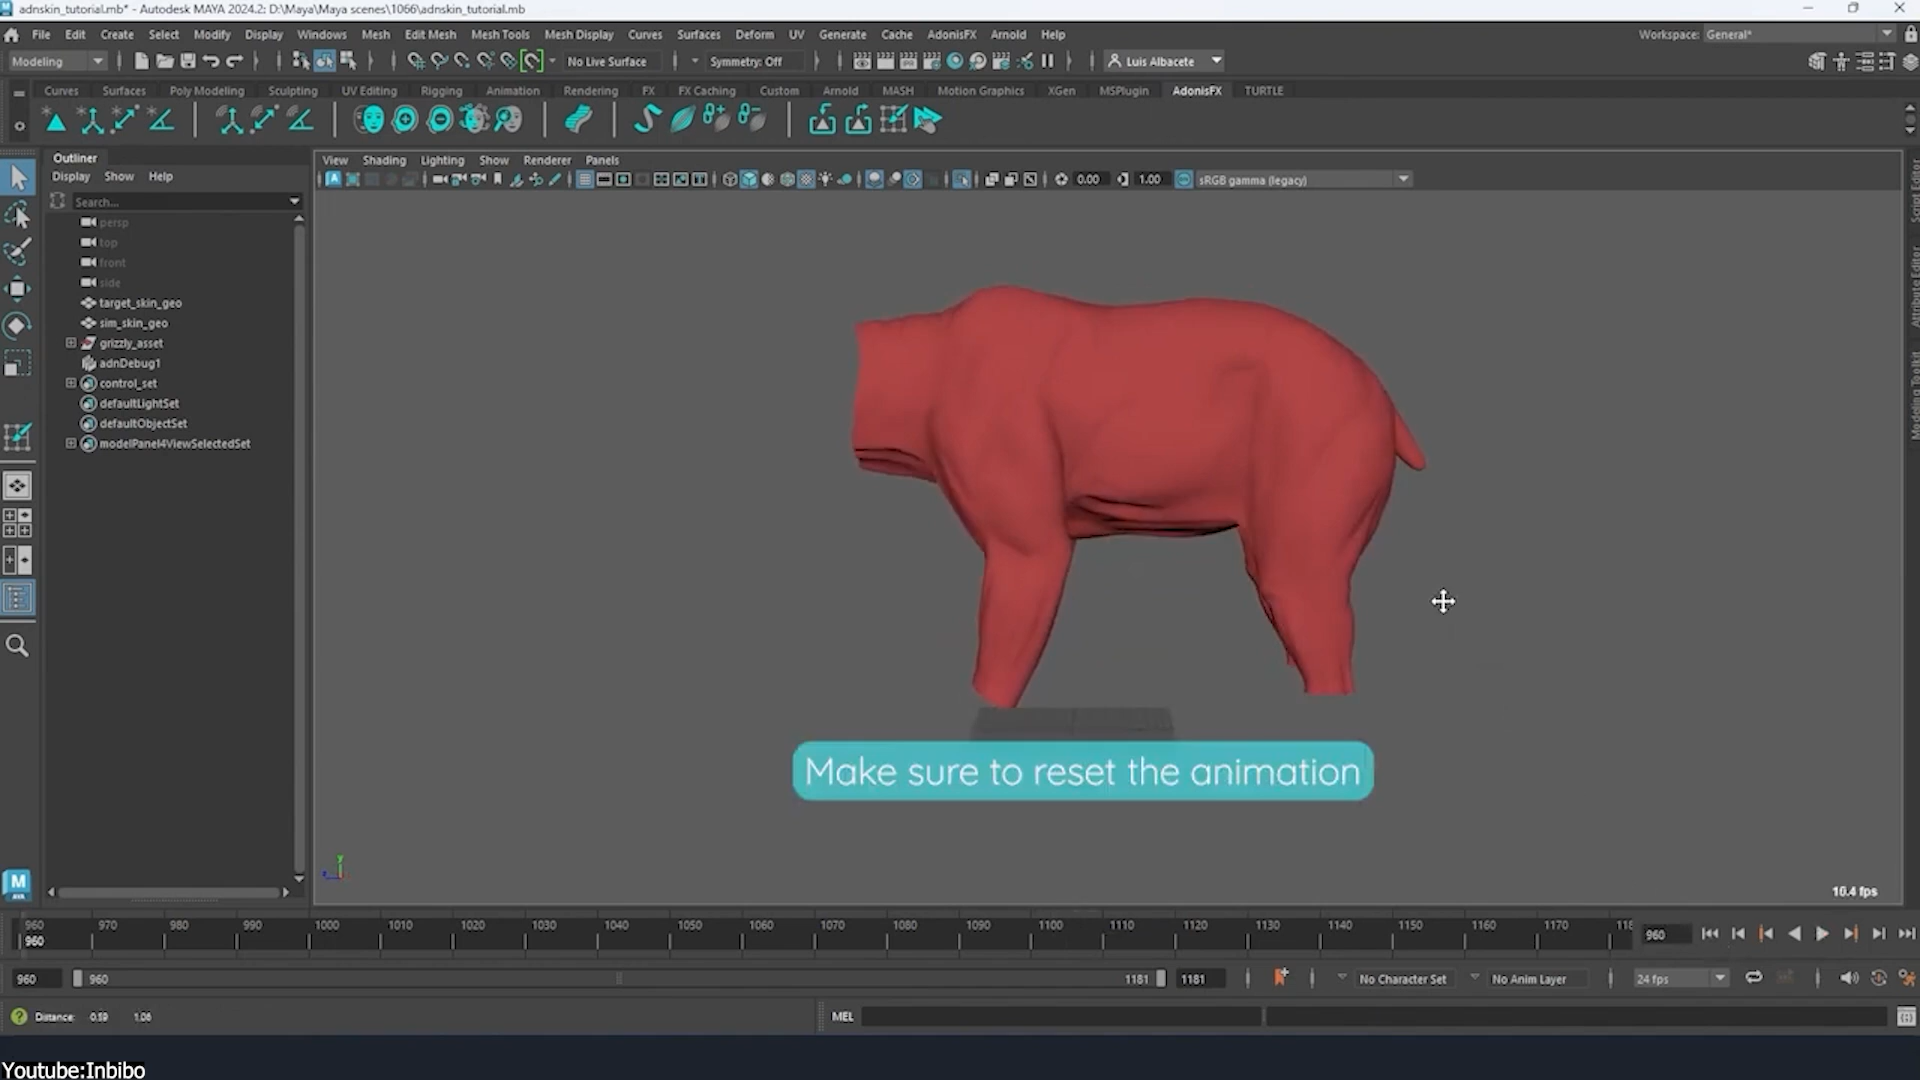 adnskin_tutorial.mb* - Autodesk MAYA 2024.2: D:\Maya\Maya scenes\1066\adnskin_tutorial.mb
File Edit Create Select Modify Display Windows Mesh Edit Mesh Mesh Tools Mesh Display Curves Surfaces Deform UV Generate Cache AdonisFX Arnold Help Workspace: General*
Modeling No Live Surface Symmetry: Off Luis Albacete
Curves Surfaces Poly Modeling Sculpting UV Editing Rigging Animation Rendering FX FX Caching Custom Arnold MASH Motion Graphics XGen MSPlugin AdonisFX TURTLE
Outliner
Display Show Help
Search...
persp
top
front
side
target_skin_geo
sim_skin_geo
grizzly_asset
adnDebug1
control_set
defaultLightSet
defaultObjectSet
modelPanel4ViewSelectedSet
View Shading Lighting Show Renderer Panels
0.00 1.00 sRGB gamma (legacy)
Script Editor
Attribute Editor
Modeling Toolkit
Make sure to reset the animation
y
10.4 fps
M
960 970 980 990 1000 1010 1020 1030 1040 1050 1060 1070 1080 1090 1100 1110 1120 1130 1140 1150 1160 1170 118
960
960
960 960 1181 1181 No Character Set No Anim Layer 24 fps
Distance: -0.59 1.06 MEL
Youtube:Inbibo